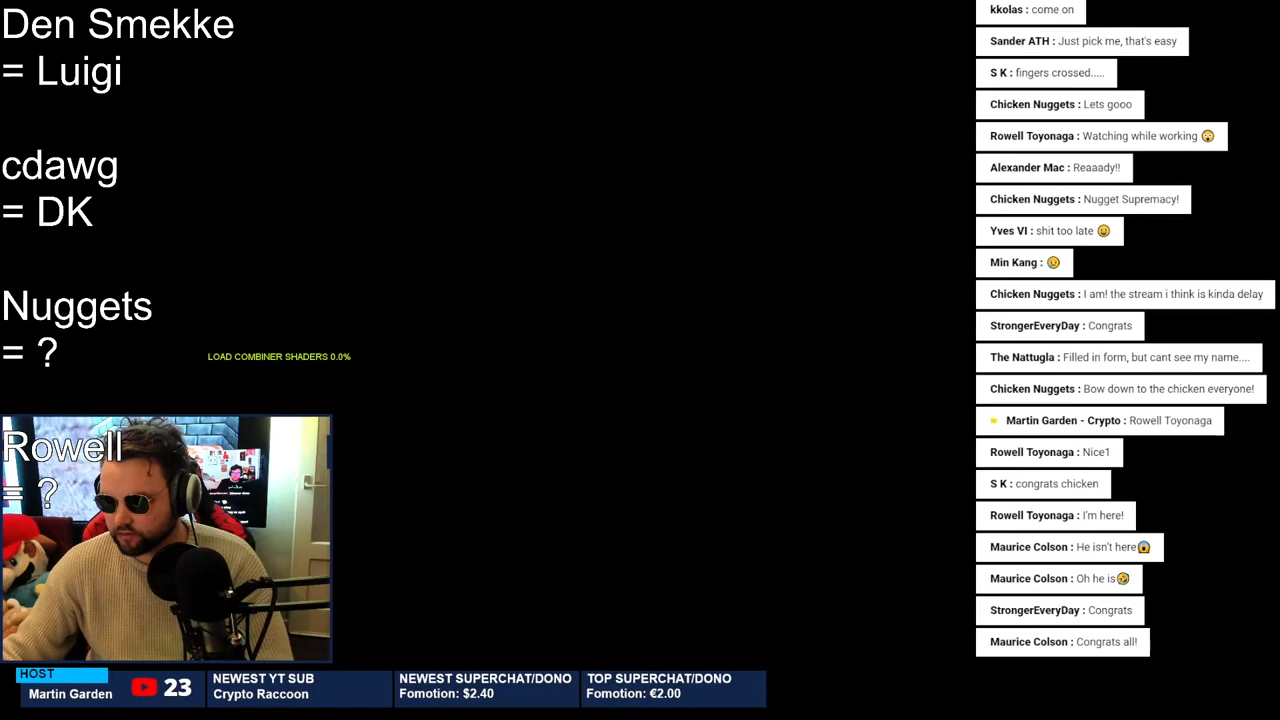 Den Smekke
= Luigi
cdawg
= DK
Nuggets
= ?
LOAD COMBINER SHADERS 0.0%
Rowell
= ?
HOST
Martin Garden
23
NEWEST YT SUB
Crypto Raccoon
NEWEST SUPERCHAT/DONO
Fomotion: $2.40
TOP SUPERCHAT/DONO
Fomotion: €2.00
kkolas : come on
Sander ATH : Just pick me, that's easy
S K : fingers crossed.....
Chicken Nuggets : Lets gooo
Rowell Toyonaga : Watching while working 😲
Alexander Mac : Reaaady!!
Chicken Nuggets : Nugget Supremacy!
Yves VI : shit too late 😄
Min Kang : 😥
Chicken Nuggets : I am! the stream i think is kinda delay
StrongerEveryDay : Congrats
The Nattugla : Filled in form, but cant see my name....
Chicken Nuggets : Bow down to the chicken everyone!
Martin Garden - Crypto : Rowell Toyonaga
Rowell Toyonaga : Nice1
S K : congrats chicken
Rowell Toyonaga : I'm here!
Maurice Colson : He isn't here😱
Maurice Colson : Oh he is🤣
StrongerEveryDay : Congrats
Maurice Colson : Congrats all!